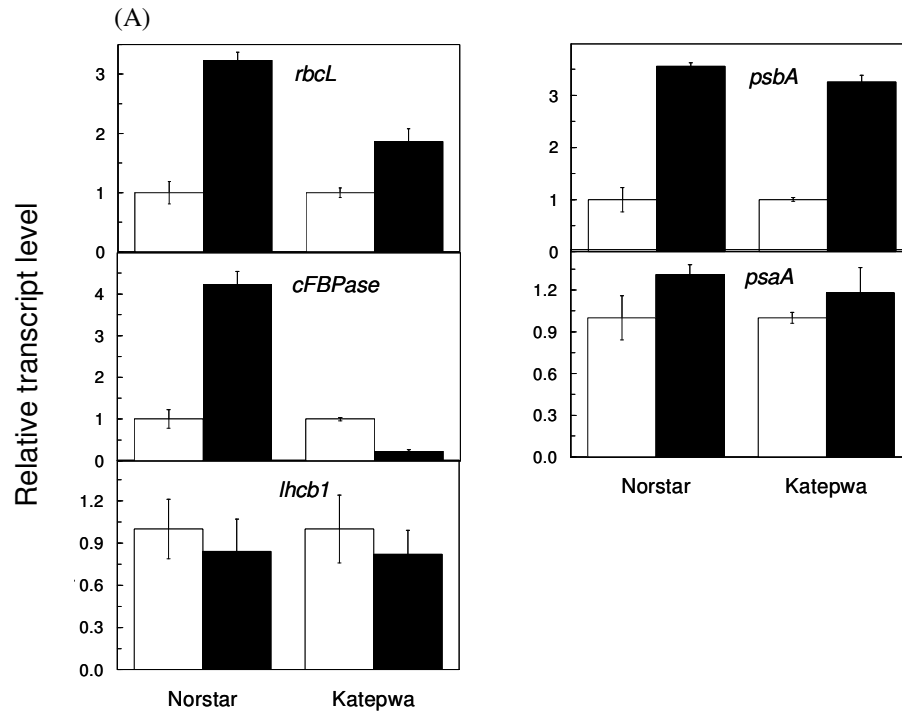 (A)
Relative transcript level
rbcL
3
2
1
0
cFBPase
4
3
2
1
0
lhcb1
1.2
0.9
0.6
0.3
0.0
Norstar Katepwa
psbA
3
2
1
0
psaA
1.2
0.9
0.6
0.3
0.0
Norstar Katepwa